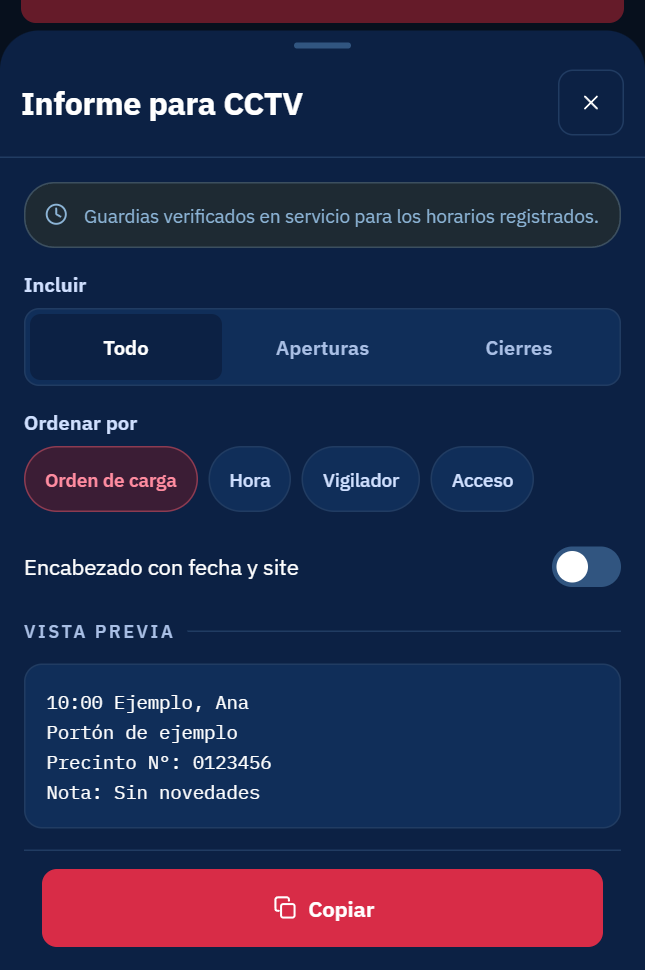 Informe para CCTV
Guardias verificados en servicio para los horarios registrados.
Incluir
Todo
Aperturas
Cierres
Ordenar por
Orden de carga
Hora
Vigilador
Acceso
Encabezado con fecha y site
VISTA PREVIA
10:00 Ejemplo, Ana
Portón de ejemplo
Precinto N°: 0123456
Nota: Sin novedades
Copiar